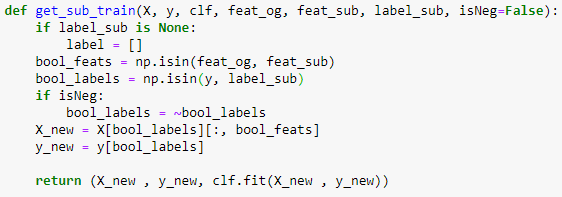 def get_sub_train(X, y, clf, feat_og, feat_sub, label_sub, isNeg=False):
    if label_sub is None:
        label = []
    bool_feats = np.isin(feat_og, feat_sub)
    bool_labels = np.isin(y, label_sub)
    if isNeg:
        bool_labels = ~bool_labels
    X_new = X[bool_labels][:, bool_feats]
    y_new = y[bool_labels]

    return (X_new , y_new, clf.fit(X_new , y_new))